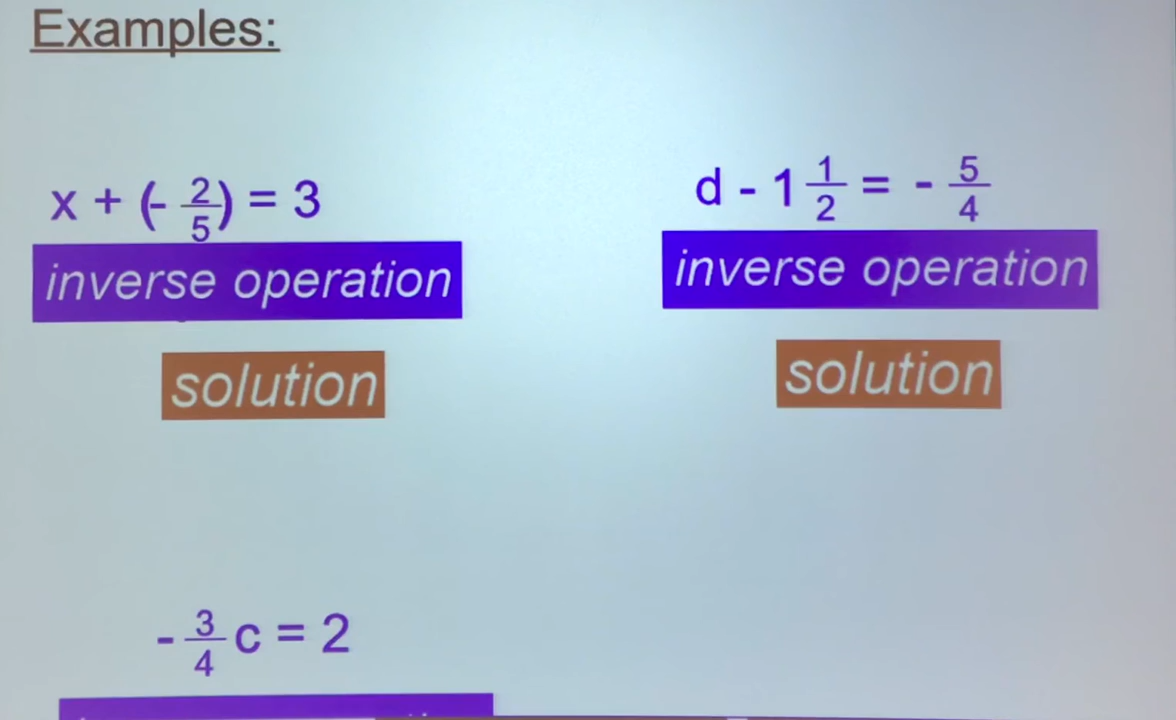 Examples:
x + (- 2/5) = 3
inverse operation
solution
d - 1 1/2 = - 5/4
inverse operation
solution
- 3/4 c = 2